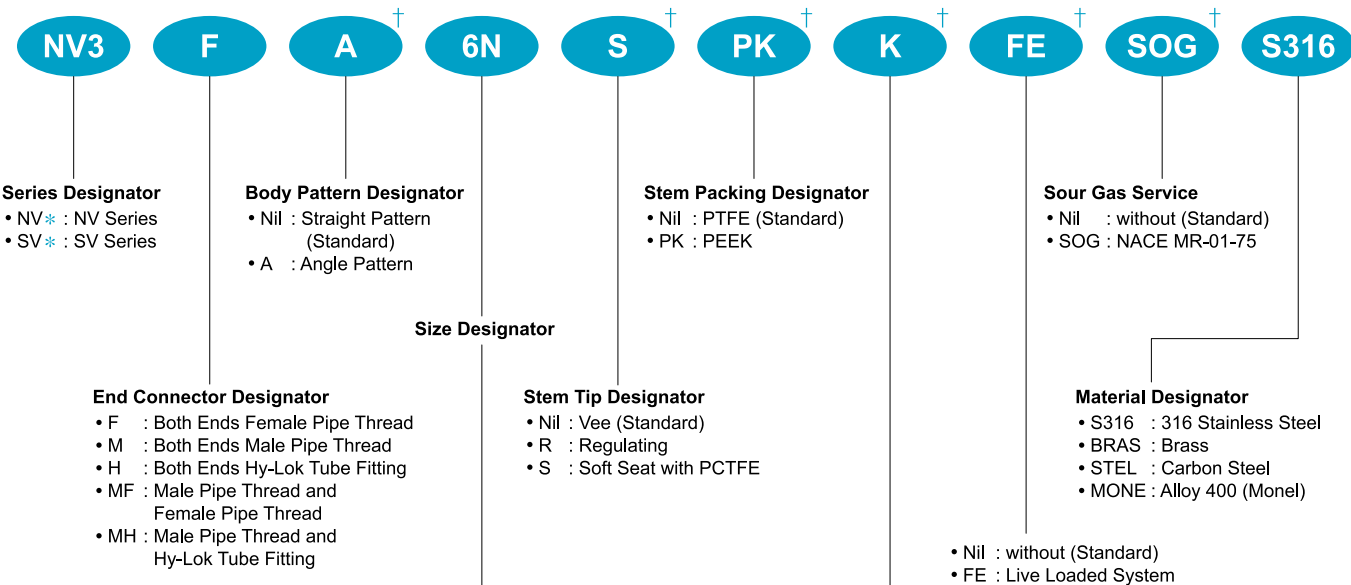 † † † † † †
NV3 F A 6N S PK K FE SOG S316
Series Designator
• NV* : NV Series
• SV* : SV Series
Body Pattern Designator
• Nil : Straight Pattern
(Standard)
• A : Angle Pattern
Stem Packing Designator
• Nil : PTFE (Standard)
• PK : PEEK
Sour Gas Service
• Nil : without (Standard)
• SOG : NACE MR-01-75
Size Designator
End Connector Designator
• F : Both Ends Female Pipe Thread
• M : Both Ends Male Pipe Thread
• H : Both Ends Hy-Lok Tube Fitting
• MF : Male Pipe Thread and
Female Pipe Thread
• MH : Male Pipe Thread and
Hy-Lok Tube Fitting
Stem Tip Designator
• Nil : Vee (Standard)
• R : Regulating
• S : Soft Seat with PCTFE
Material Designator
• S316 : 316 Stainless Steel
• BRAS : Brass
• STEL : Carbon Steel
• MONE : Alloy 400 (Monel)
• Nil : without (Standard)
• FE : Live Loaded System